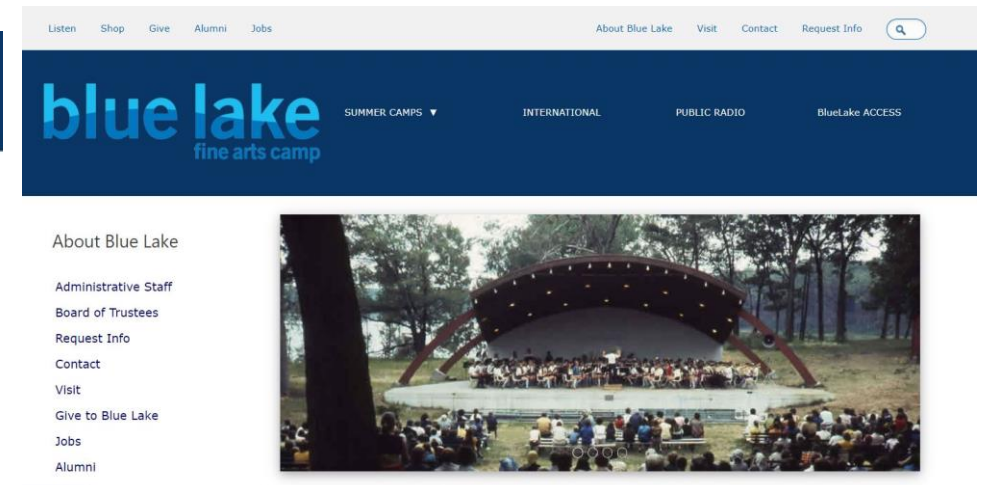 Listen Shop Give Alumni Jobs About Blue Lake Visit Contact Request Info
blue lake
fine arts camp
SUMMER CAMPS ▼ INTERNATIONAL PUBLIC RADIO BlueLake ACCESS
About Blue Lake
Administrative Staff
Board of Trustees
Request Info
Contact
Visit
Give to Blue Lake
Jobs
Alumni